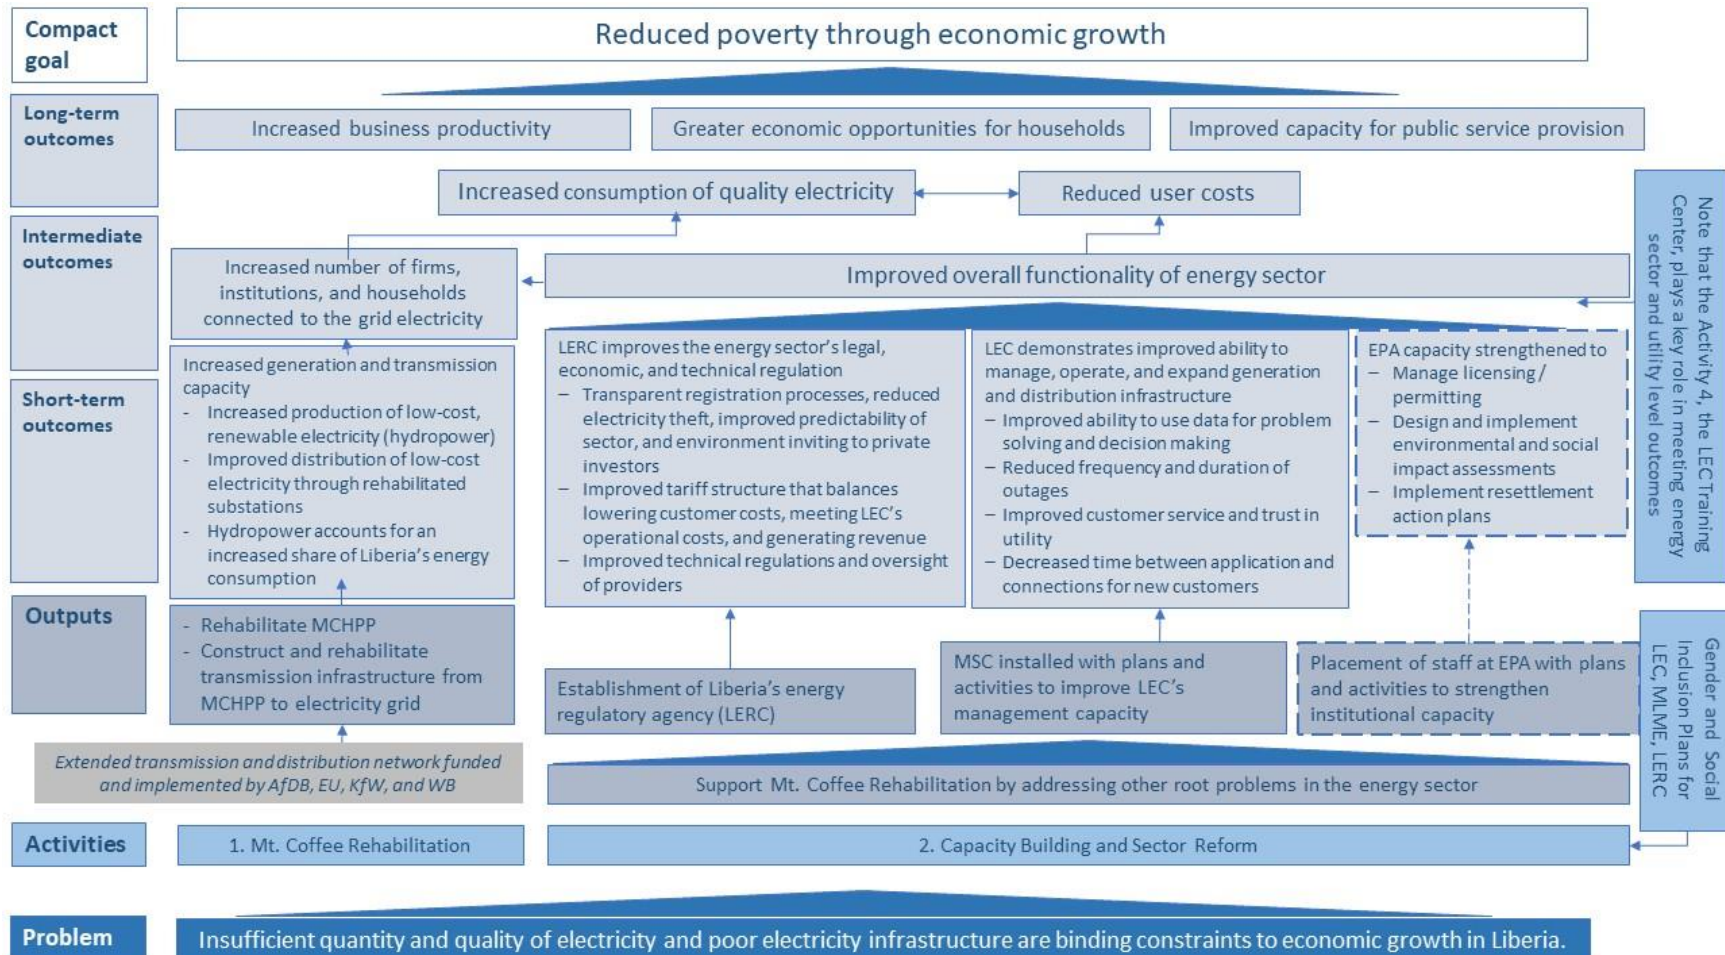 Compact
goal
Reduced poverty through economic growth
Long-term
outcomes
Increased business productivity
Greater economic opportunities for households
Improved capacity for public service provision
Increased consumption of quality electricity
Reduced user costs
Intermediate
outcomes
Increased number of firms,
institutions, and households
connected to the grid electricity
Improved overall functionality of energy sector
Short-term
outcomes
Increased generation and transmission
capacity
- Increased production of low-cost,
renewable electricity (hydropower)
- Improved distribution of low-cost
electricity through rehabilitated
substations
- Hydropower accounts for an
increased share of Liberia's energy
consumption
LERC improves the energy sector's legal,
economic, and technical regulation
– Transparent registration processes, reduced
electricity theft, improved predictability of
sector, and environment inviting to private
investors
– Improved tariff structure that balances
lowering customer costs, meeting LEC's
operational costs, and generating revenue
– Improved technical regulations and oversight
of providers
LEC demonstrates improved ability to
manage, operate, and expand generation
and distribution infrastructure
– Improved ability to use data for problem
solving and decision making
– Reduced frequency and duration of
outages
– Improved customer service and trust in
utility
– Decreased time between application and
connections for new customers
EPA capacity strengthened to
– Manage licensing/
permitting
– Design and implement
environmental and social
impact assessments
– Implement resettlement
action plans
Note that the Activity 4, the LEC Training
Center, plays a key role in meeting energy
sector and utility level outcomes
Outputs
- Rehabilitate MCHPP
- Construct and rehabilitate
transmission infrastructure from
MCHPP to electricity grid
Establishment of Liberia's energy
regulatory agency (LERC)
MSC installed with plans and
activities to improve LEC's
management capacity
Placement of staff at EPA with plans
and activities to strengthen
institutional capacity
Gender and Social
Inclusion Plans for
LEC, MLME, LERC
Extended transmission and distribution network funded
and implemented by AfDB, EU, KfW, and WB
Support Mt. Coffee Rehabilitation by addressing other root problems in the energy sector
Activities
1. Mt. Coffee Rehabilitation
2. Capacity Building and Sector Reform
Problem
Insufficient quantity and quality of electricity and poor electricity infrastructure are binding constraints to economic growth in Liberia.